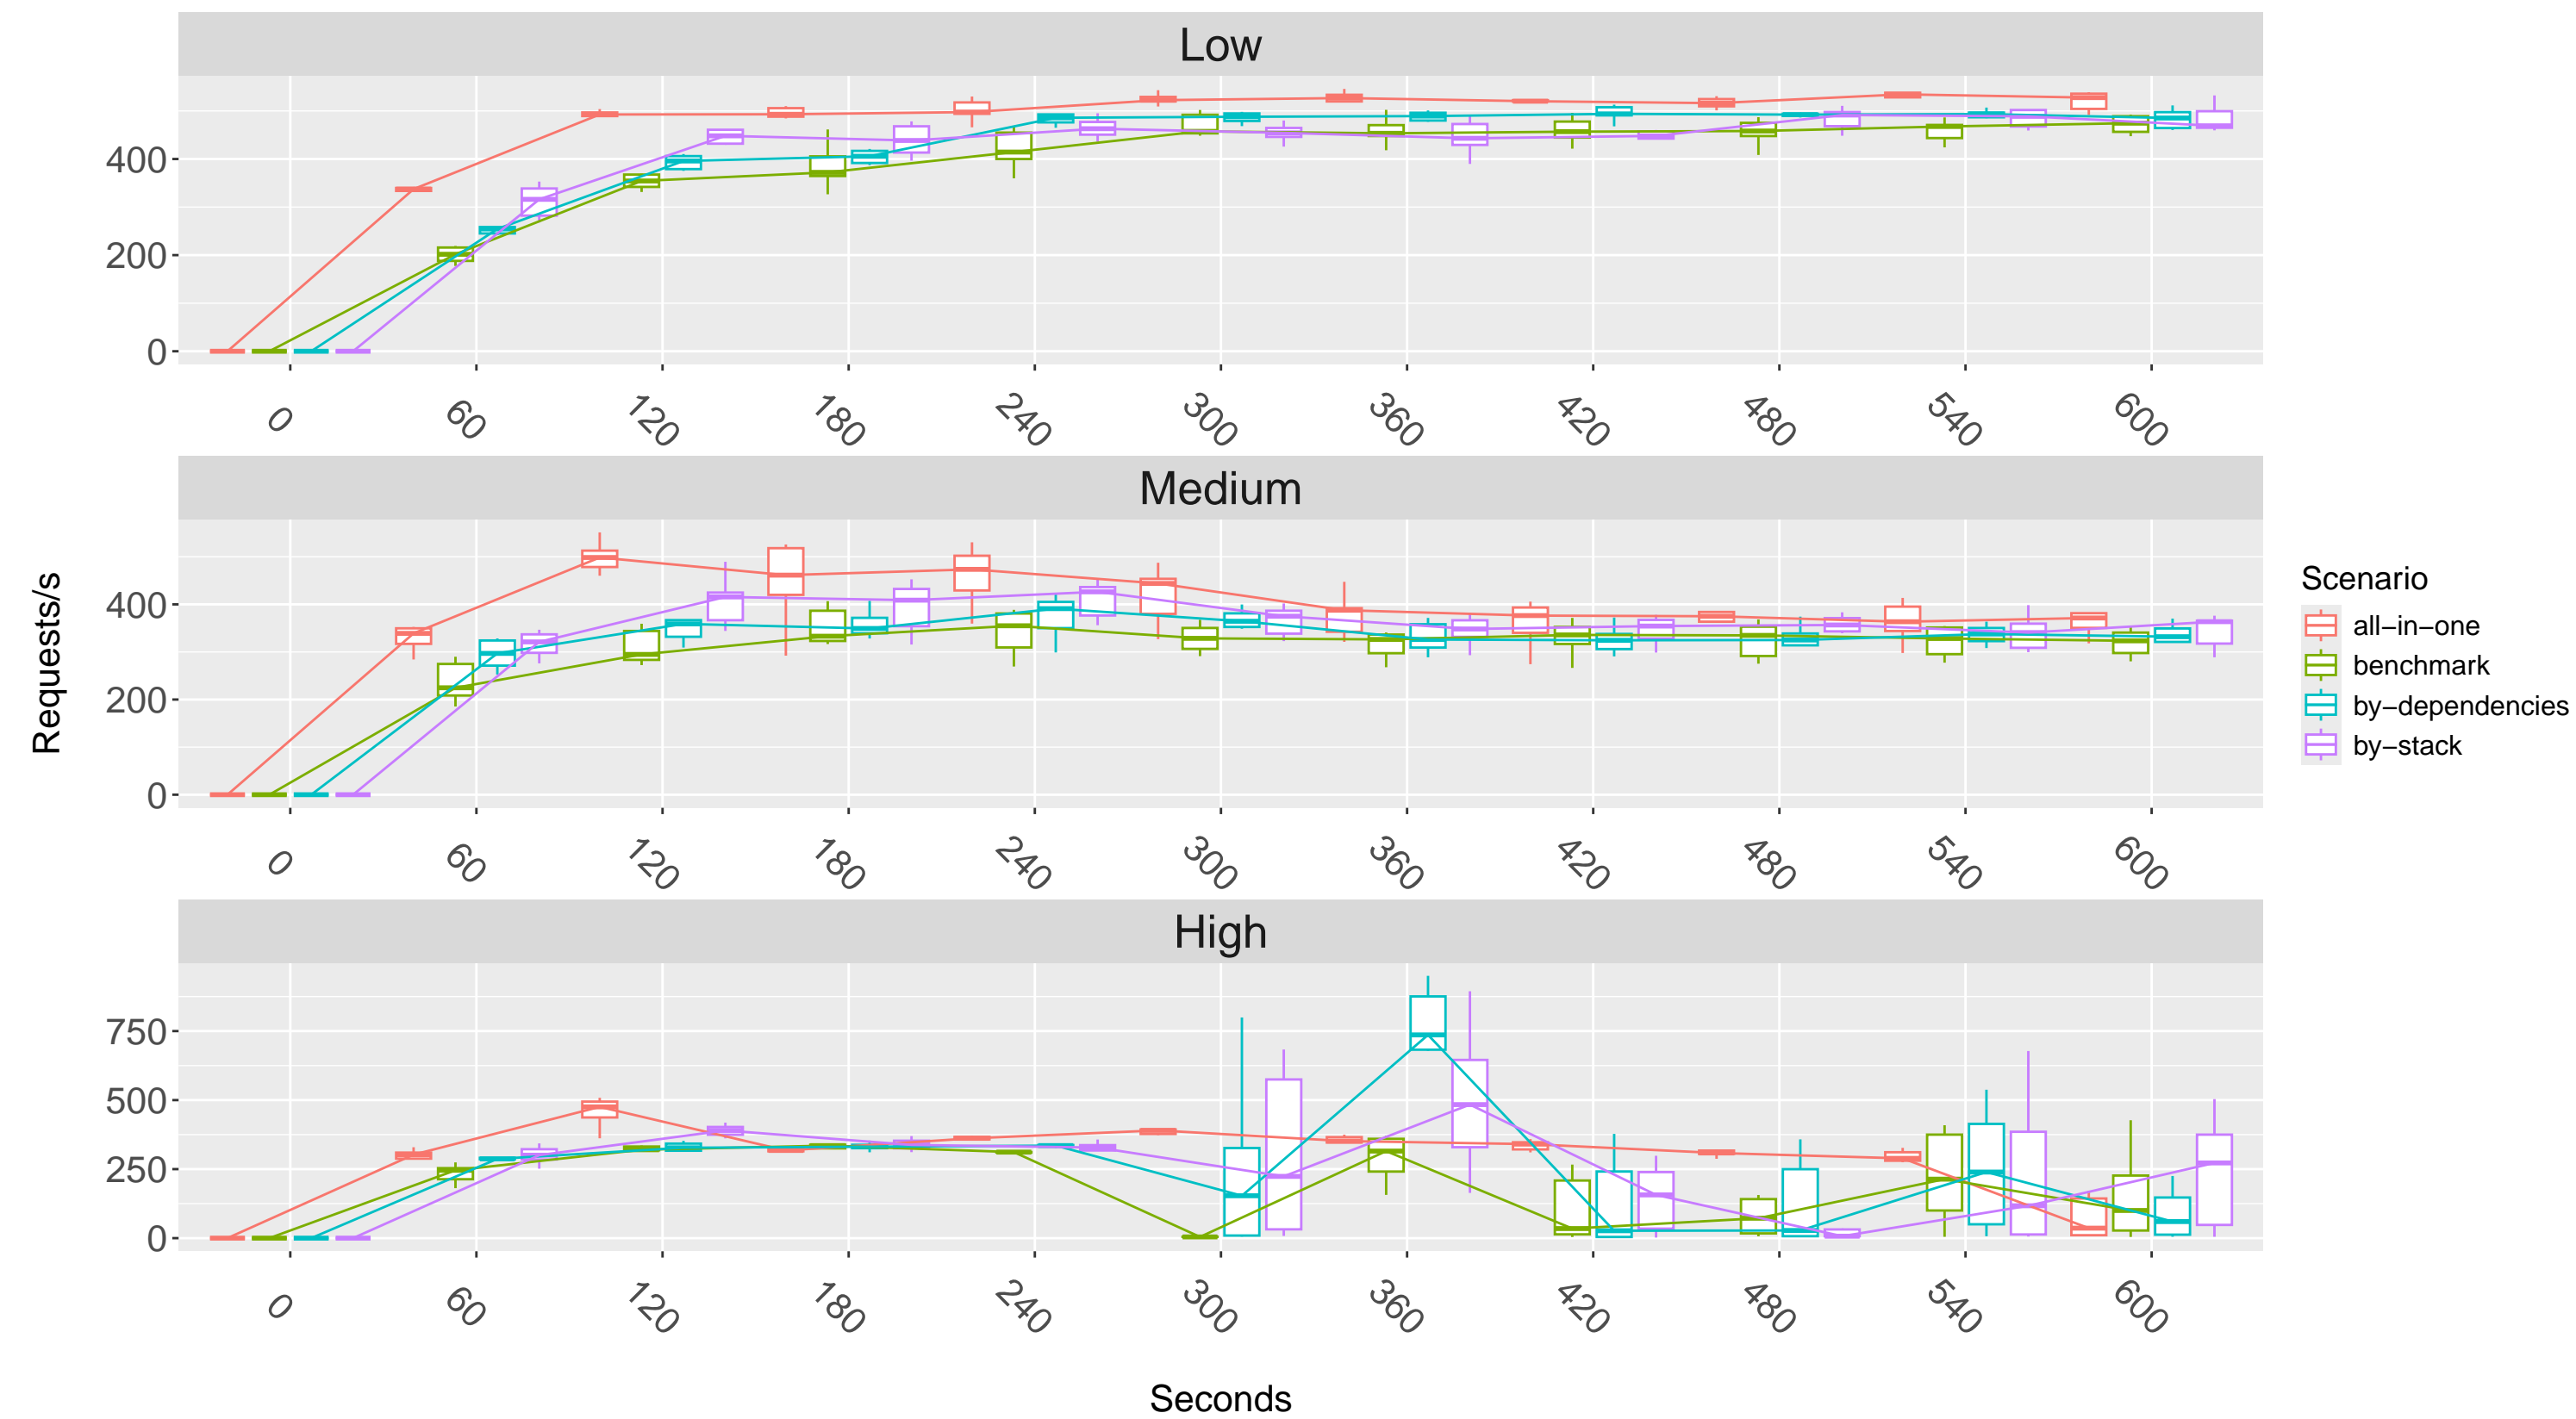 Low
400
200
0
0 60 120 180 240 300 360 420 480 540 600
Medium
400
200
0
0 60 120 180 240 300 360 420 480 540 600
High
750
500
250
0
0 60 120 180 240 300 360 420 480 540 600
Seconds
Requests/s
Scenario
all−in−one
benchmark
by−dependencies
by−stack